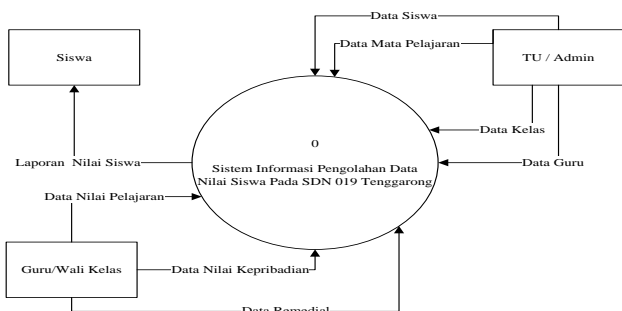 Data Siswa
Siswa
Data Mata Pelajaran
TU / Admin
0
Data Kelas
Sistem Informasi Pengolahan Data
Nilai Siswa Pada SDN 019 Tenggarong
Laporan Nilai Siswa
Data Guru
Data Nilai Pelajaran
Guru/Wali Kelas
Data Nilai Kepribadian
Data Remedial